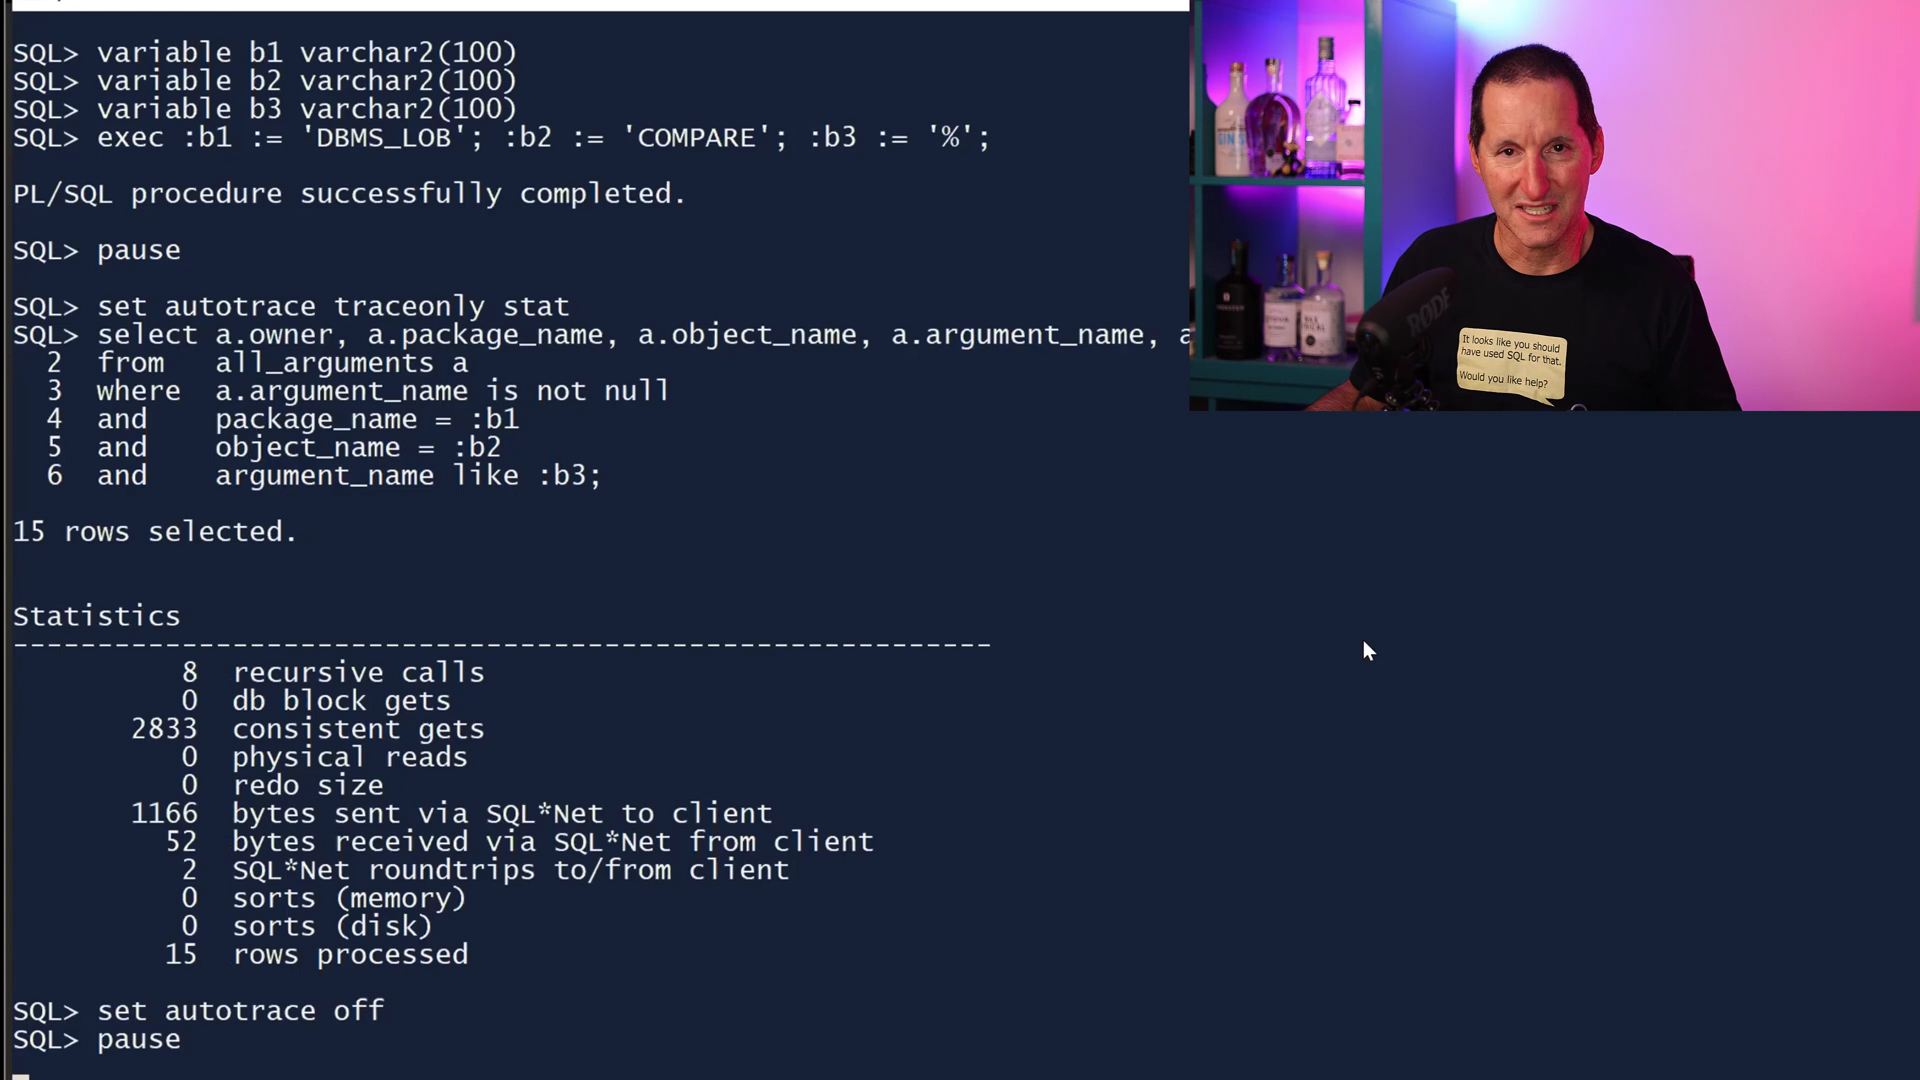 SQL> variable b1 varchar2(100)
SQL> variable b2 varchar2(100)
SQL> variable b3 varchar2(100)
SQL> exec :b1 := 'DBMS_LOB'; :b2 := 'COMPARE'; :b3 := '%';
PL/SQL procedure successfully completed.
SQL> pause
SQL> set autotrace traceonly stat
SQL> select a.owner, a.package_name, a.object_name, a.argument_name, a
2 from all_arguments a
3 where a.argument_name is not null
4 and package_name = :b1
5 and object_name = :b2
6 and argument_name like :b3;
15 rows selected.
Statistics
----------------------------------------------------------
8 recursive calls
0 db block gets
2833 consistent gets
0 physical reads
0 redo size
1166 bytes sent via SQL*Net to client
52 bytes received via SQL*Net from client
2 SQL*Net roundtrips to/from client
0 sorts (memory)
0 sorts (disk)
15 rows processed
SQL> set autotrace off
SQL> pause
RODE
It looks like you should
have used SQL for that.
Would you like help?